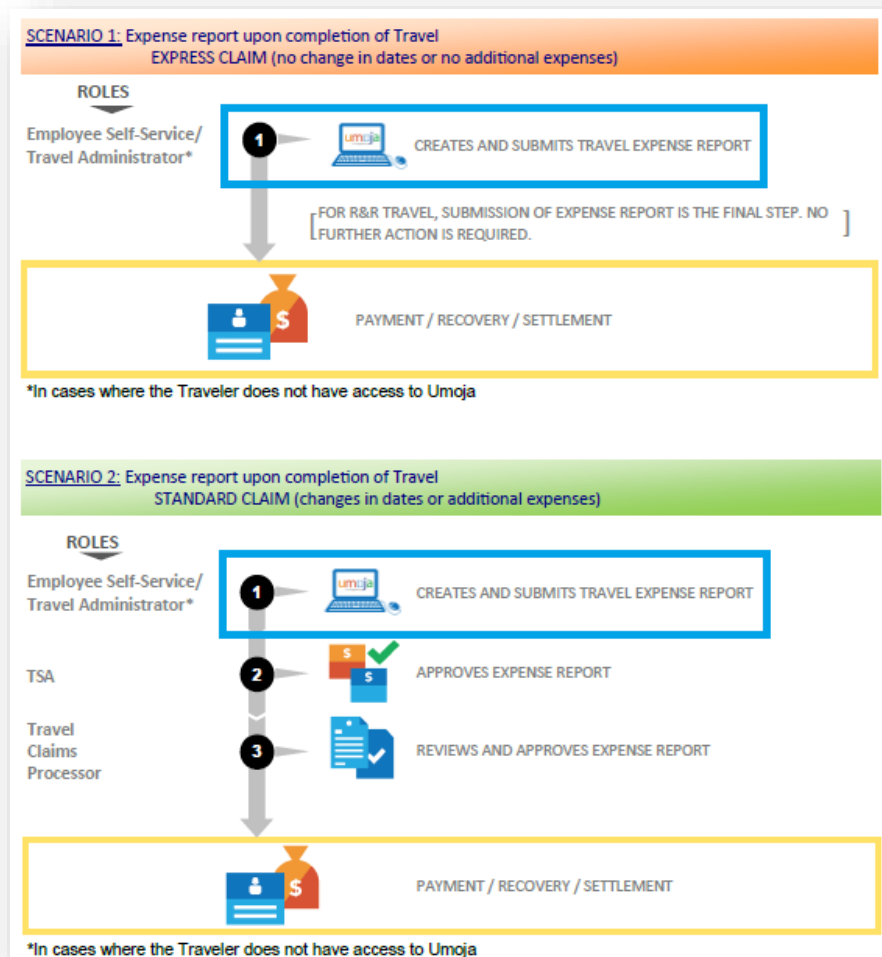 SCENARIO 1: Expense report upon completion of Travel
EXPRESS CLAIM (no change in dates or no additional expenses)
ROLES
Employee Self-Service/
Travel Administrator*
1
umoja
CREATES AND SUBMITS TRAVEL EXPENSE REPORT
[FOR R&R TRAVEL, SUBMISSION OF EXPENSE REPORT IS THE FINAL STEP. NO
FURTHER ACTION IS REQUIRED.]
$
PAYMENT / RECOVERY / SETTLEMENT
*In cases where the Traveler does not have access to Umoja
SCENARIO 2: Expense report upon completion of Travel
STANDARD CLAIM (changes in dates or additional expenses)
ROLES
Employee Self-Service/
Travel Administrator*
1
umoja
CREATES AND SUBMITS TRAVEL EXPENSE REPORT
TSA
2
$
$
APPROVES EXPENSE REPORT
Travel
Claims
Processor
3
REVIEWS AND APPROVES EXPENSE REPORT
$
PAYMENT / RECOVERY / SETTLEMENT
*In cases where the Traveler does not have access to Umoja